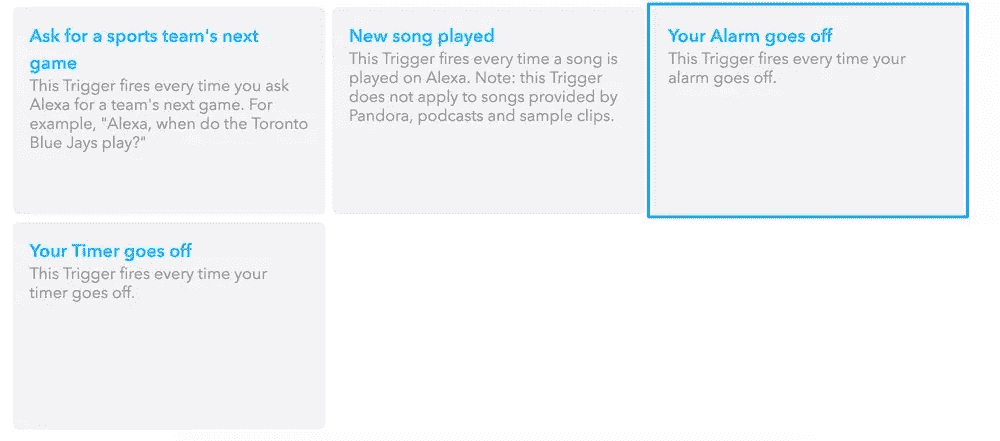 Ask for a sports team's next
game
This Trigger fires every time you ask
Alexa for a team's next game. For
example, "Alexa, when do the Toronto
Blue Jays play?"
New song played
This Trigger fires every time a song is
played on Alexa. Note: this Trigger
does not apply to songs provided by
Pandora, podcasts and sample clips.
Your Alarm goes off
This Trigger fires every time your
alarm goes off.
Your Timer goes off
This Trigger fires every time your
timer goes off.